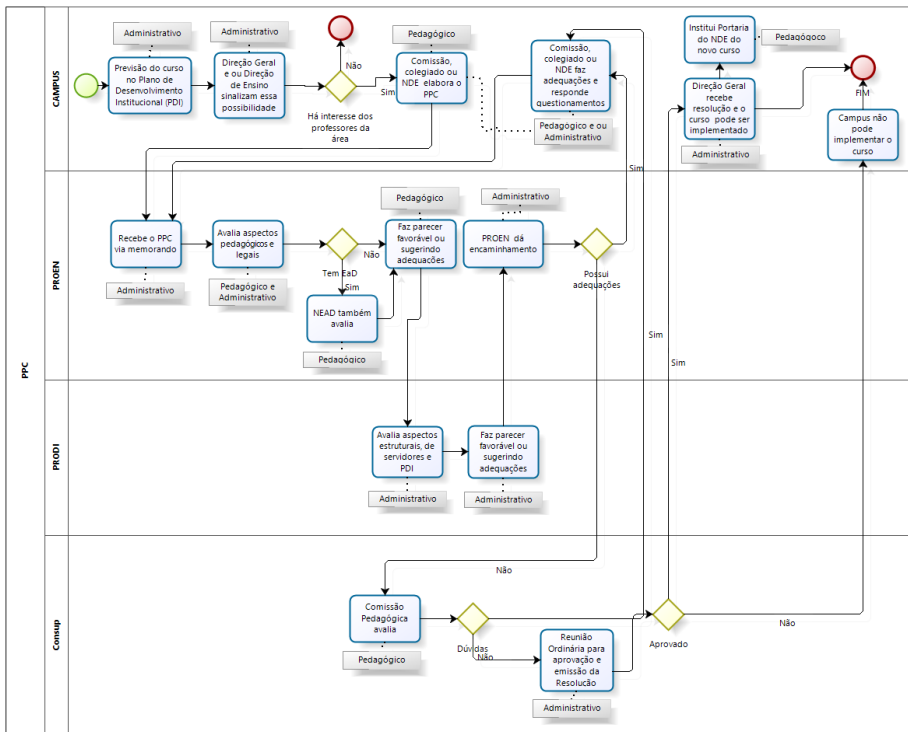 PPC
CAMPUS
Administrativo
Previsão do curso
no Plano de
Desenvolvimento
Institucional (PDI)
Administrativo
Direção Geral
e ou Direção
de Ensino
sinalizam essa
possibilidade
Não
Há interesse dos
professores da
área
Sim
Pedagógico
Comissão,
colegiado ou
NDE elabora o
PPC
Comissão,
colegiado ou
NDE faz
adequações e
responde
questionamentos
Pedagógico e ou
Administrativo
Sim
Institui Portaria
do NDE do
novo curso
Pedagógoco
Direção Geral
recebe
resolução e o
curso pode ser
implementado
Administrativo
FIM
Campus não
pode
implementar o
curso
PROEN
Recebe o PPC
via memorando
Administrativo
Avalia aspectos
pedagógicos e
legais
Pedagógico e
Administrativo
Tem EaD
Não
Sim
NEAD também
avalia
Pedagógico
Pedagógico
Faz parecer
favorável ou
sugerindo
adequações
Administrativo
PROEN dá
encaminhamento
Possui
adequações
Sim
Sim
PRODI
Avalia aspectos
estruturais, de
servidores e
PDI
Administrativo
Faz parecer
favorável ou
sugerindo
adequações
Administrativo
Consup
Não
Comissão
Pedagógica
avalia
Pedagógico
Dúvidas
Não
Reunião
Ordinária para
aprovação e
emissão da
Resolução
Administrativo
Aprovado
Não